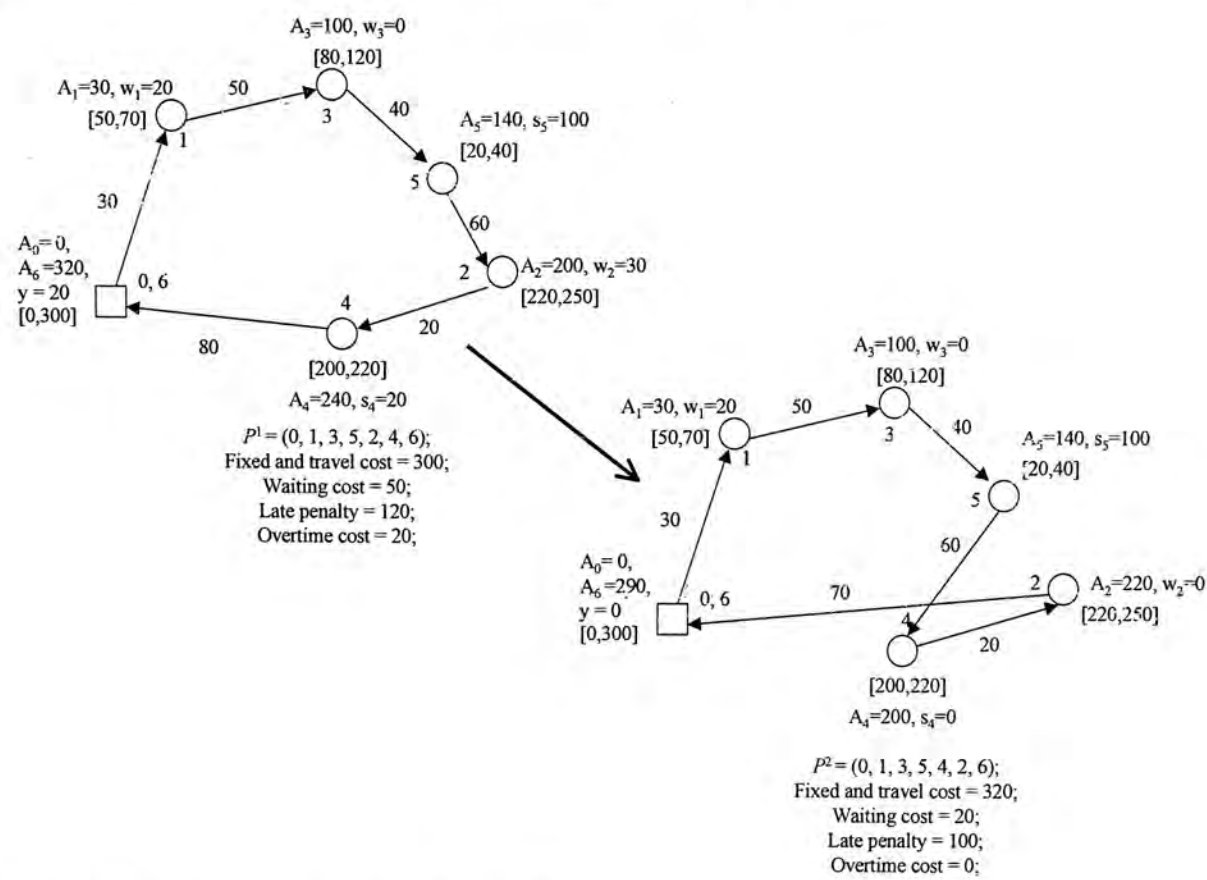 A₃=100, w₃=0
[80,120]
A₁=30, w₁=20
[50,70]
50
3
1
40
A₅=140, s₅=100
[20,40]
5
30
60
A₀=0,
A₆=320,
y = 20
[0,300]
0, 6
2
A₂=200, w₂=30
[220,250]
4
20
80
[200,220]
A₄=240, s₄=20
P¹ = (0, 1, 3, 5, 2, 4, 6);
Fixed and travel cost = 300;
Waiting cost = 50;
Late penalty = 120;
Overtime cost = 20;
A₃=100, w₃=0
[80,120]
A₁=30, w₁=20
[50,70]
50
3
1
40
A₅=140, s₅=100
[20,40]
5
30
60
A₀= 0,
A₆=290,
y = 0
[0,300]
0, 6
70
2
A₂=220, w₂=0
[220,250]
4
20
[200,220]
A₄=200, s₄=0
P² = (0, 1, 3, 5, 4, 2, 6);
Fixed and travel cost = 320;
Waiting cost = 20;
Late penalty = 100;
Overtime cost = 0;